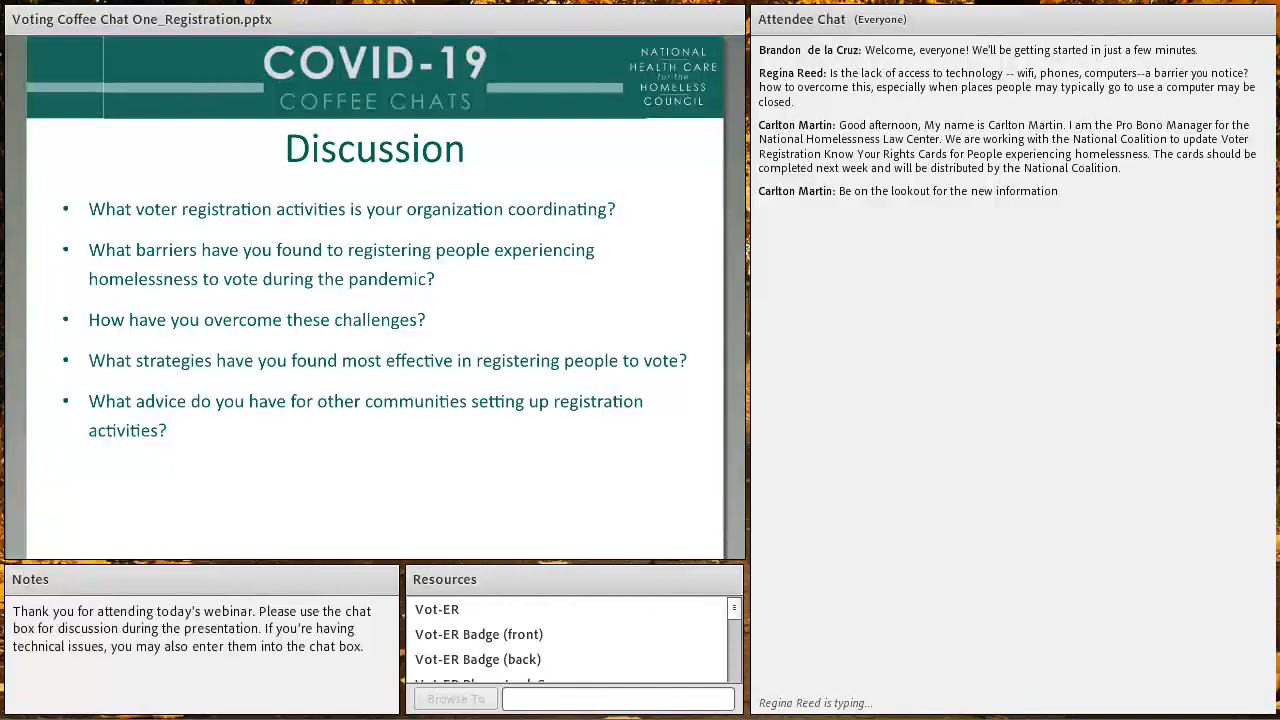 Voting Coffee Chat One_Registration.pptx
COVID-19
COFFEE CHATS
NATIONAL
HEALTH CARE
for the
HOMELESS
COUNCIL
Discussion
• What voter registration activities is your organization coordinating?
• What barriers have you found to registering people experiencing
homelessness to vote during the pandemic?
• How have you overcome these challenges?
• What strategies have you found most effective in registering people to vote?
• What advice do you have for other communities setting up registration
activities?
Notes
Thank you for attending today's webinar. Please use the chat
box for discussion during the presentation. If you're having
technical issues, you may also enter them into the chat box.
Resources
Vot-ER
Vot-ER Badge (front)
Vot-ER Badge (back)
Browse To
Attendee Chat (Everyone)
Brandon de la Cruz: Welcome, everyone! We'll be getting started in just a few minutes.
Regina Reed: Is the lack of access to technology -- wifi, phones, computers--a barrier you notice?
how to overcome this, especially when places people may typically go to use a computer may be
closed.
Carlton Martin: Good afternoon, My name is Carlton Martin. I am the Pro Bono Manager for the
National Homelessness Law Center. We are working with the National Coalition to update Voter
Registration Know Your Rights Cards for People experiencing homelessness. The cards should be
completed next week and will be distributed by the National Coalition.
Carlton Martin: Be on the lookout for the new information
Regina Reed is typing...